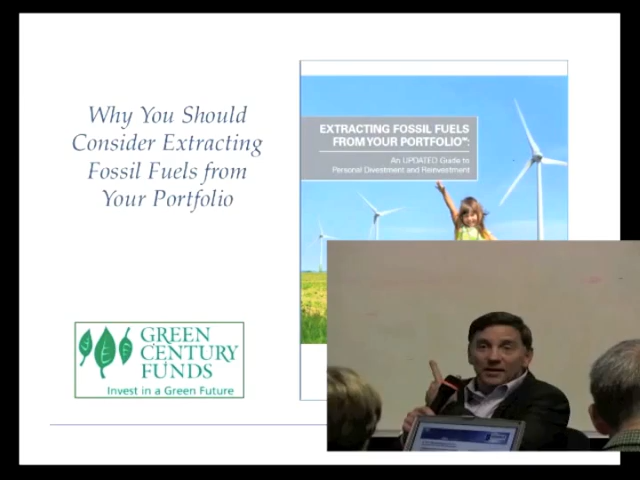 Why You Should
Consider Extracting
Fossil Fuels from
Your Portfolio
EXTRACTING FOSSIL FUELS
FROM YOUR PORTFOLIO™:
An UPDATED Guide to
Personal Divestment and Reinvestment
GREEN
CENTURY
FUNDS
Invest in a Green Future